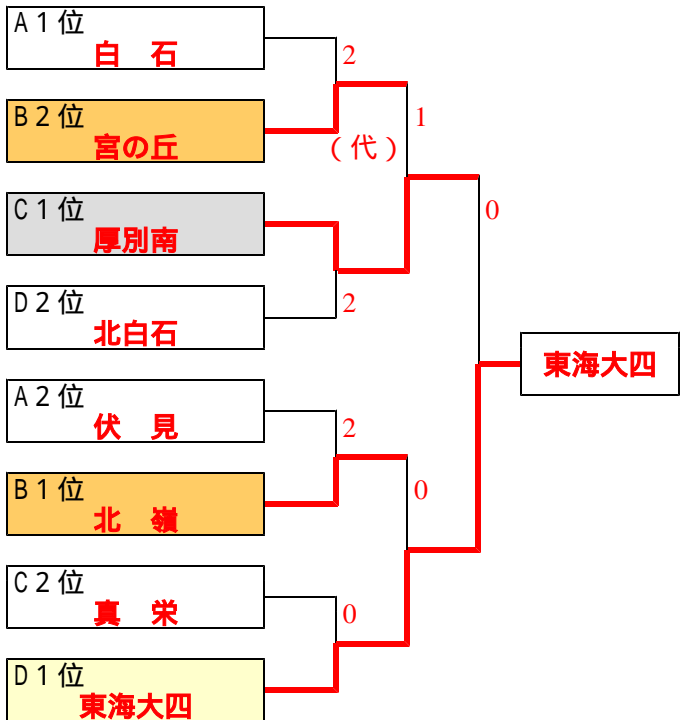 A1位
白　石
2
B2位
宮の丘
1
(代)
C1位
厚別南
0
D2位
北白石
2
東海大四
A2位
伏　見
2
B1位
北　嶺
0
C2位
真　栄
0
D1位
東海大四